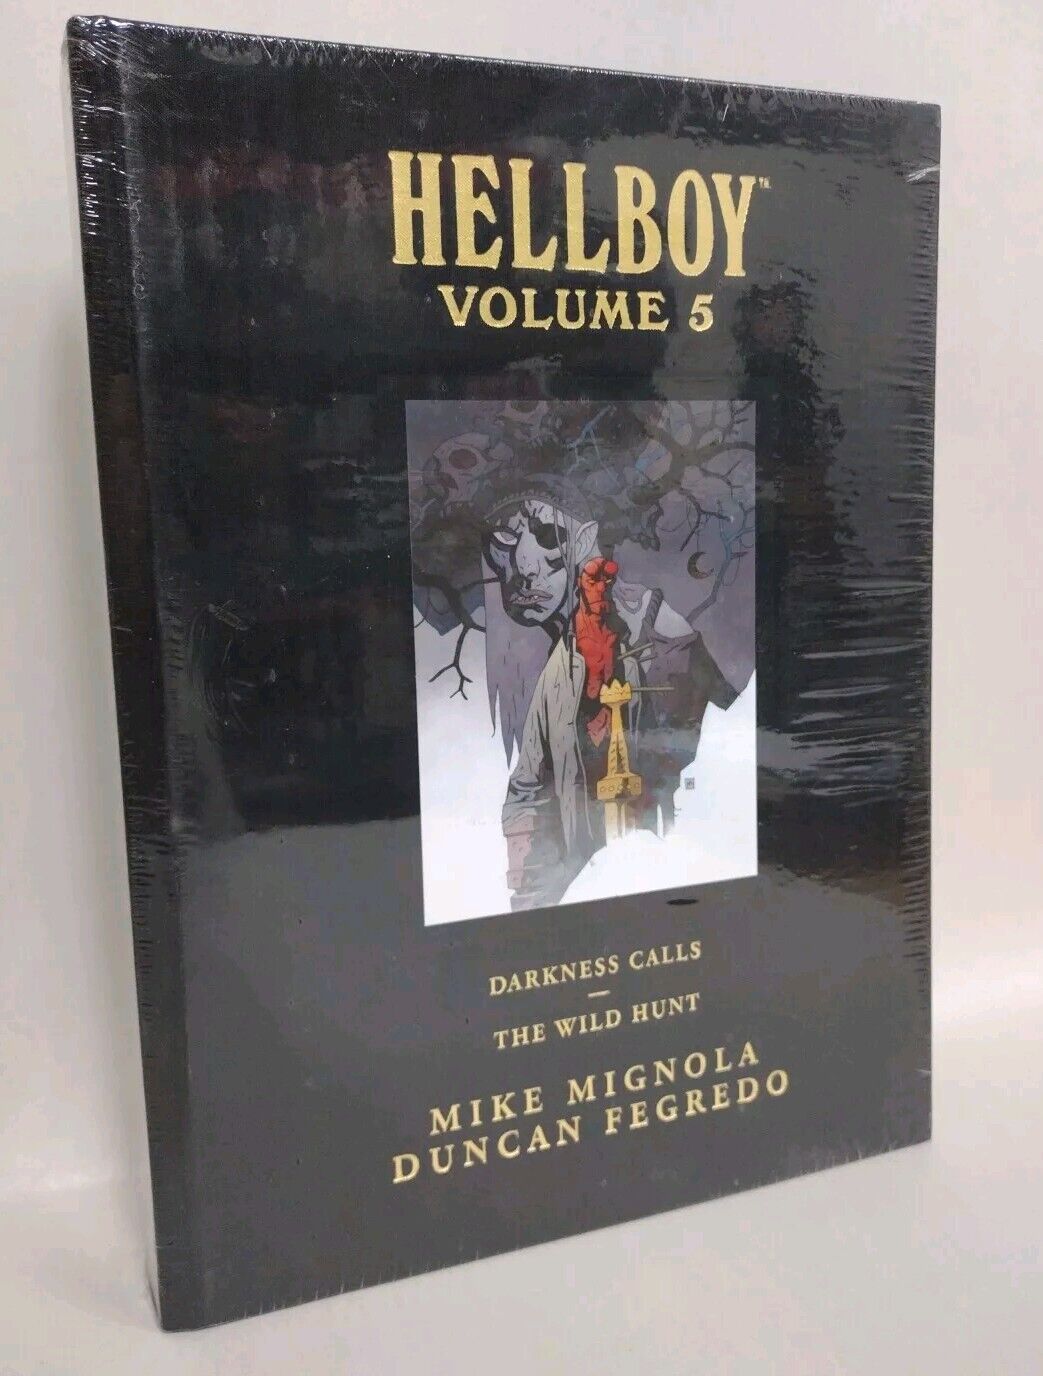 HELLBOY™
VOLUME 5
DARKNESS CALLS
—
THE WILD HUNT
MIKE MIGNOLA
DUNCAN FEGREDO